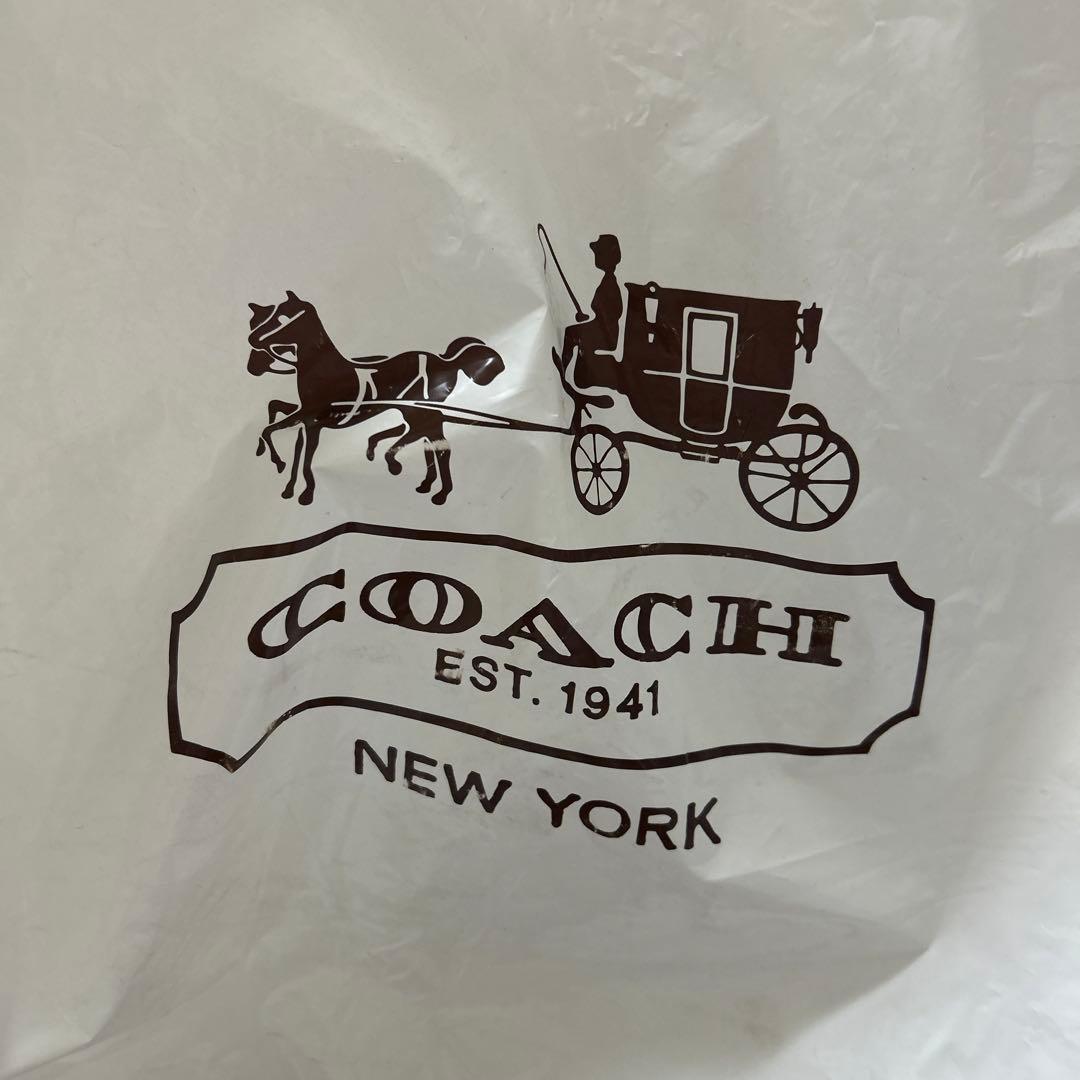 COACH
EST. 1941
NEW YORK